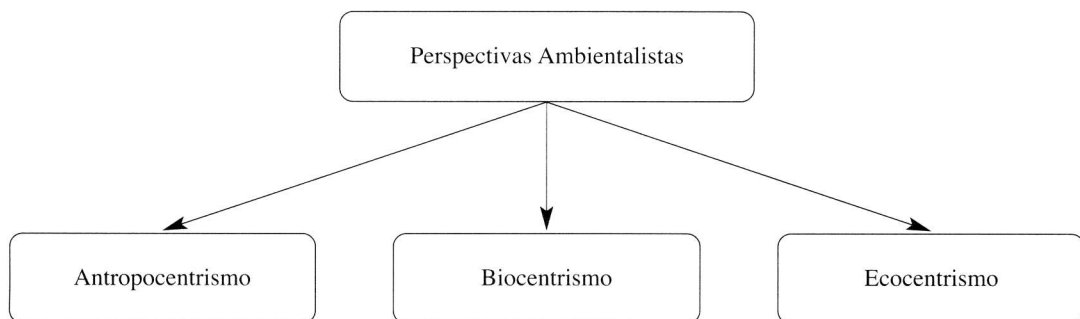 Perspectivas Ambientalistas
Antropocentrismo
Biocentrismo
Ecocentrismo